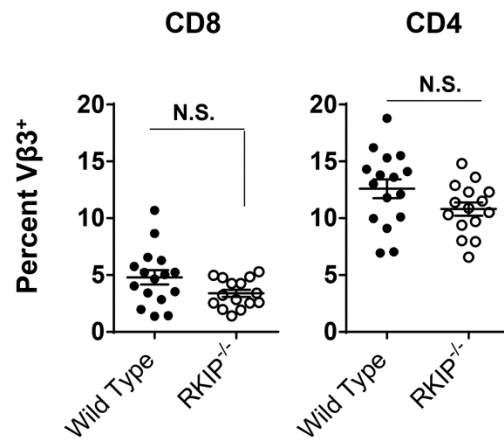 CD8
CD4
N.S.
N.S.
Percent Vβ3⁺
20
15
10
5
0
20
15
10
5
0
Wild Type
RKIP⁻/⁻
Wild Type
RKIP⁻/⁻